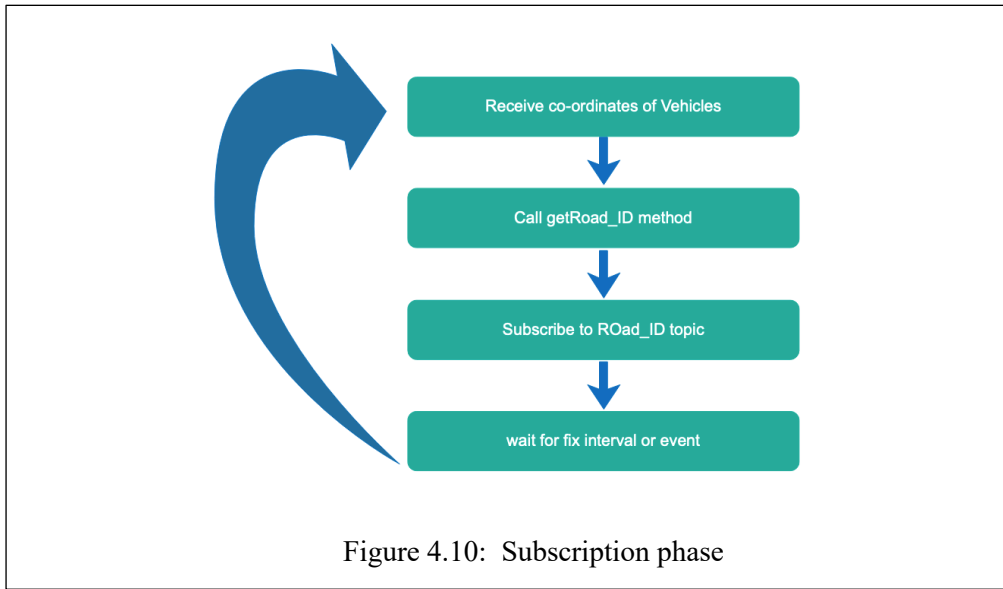 Receive co-ordinates of Vehicles
Call getRoad_ID method
Subscribe to ROad_ID topic
wait for fix interval or event
Figure 4.10:  Subscription phase